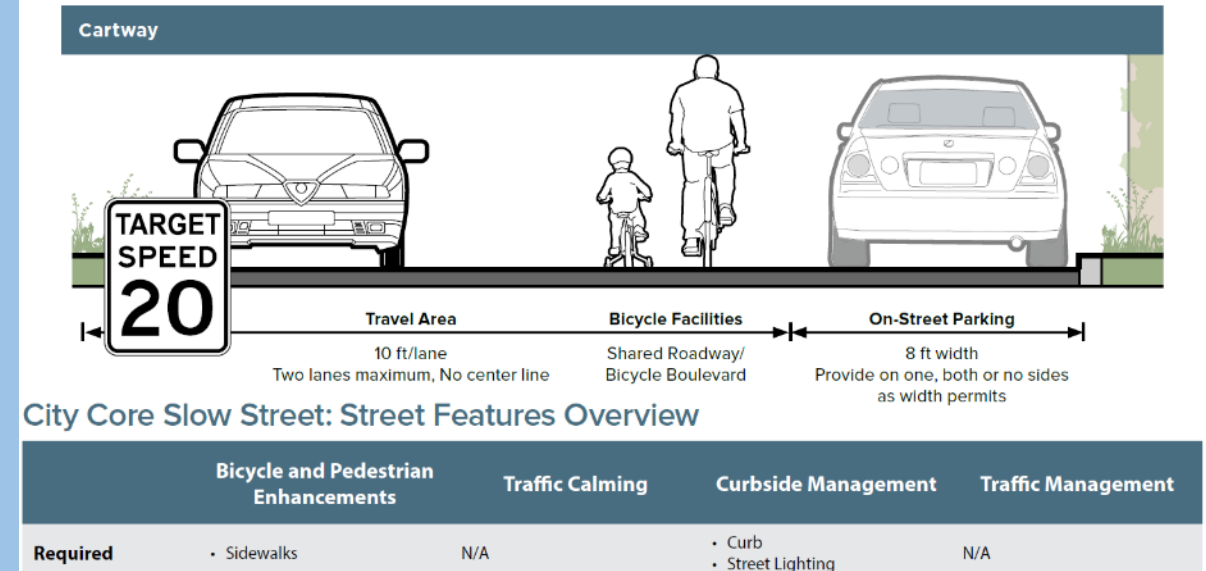 Cartway
TARGET
SPEED
20
Travel Area
10 ft/lane
Two lanes maximum, No center line
Bicycle Facilities
Shared Roadway/
Bicycle Boulevard
On-Street Parking
8 ft width
Provide on one, both or no sides
as width permits
City Core Slow Street: Street Features Overview
Bicycle and Pedestrian
Enhancements
Traffic Calming
Curbside Management
Traffic Management
Required
• Sidewalks
N/A
• Curb
• Street Lighting
N/A